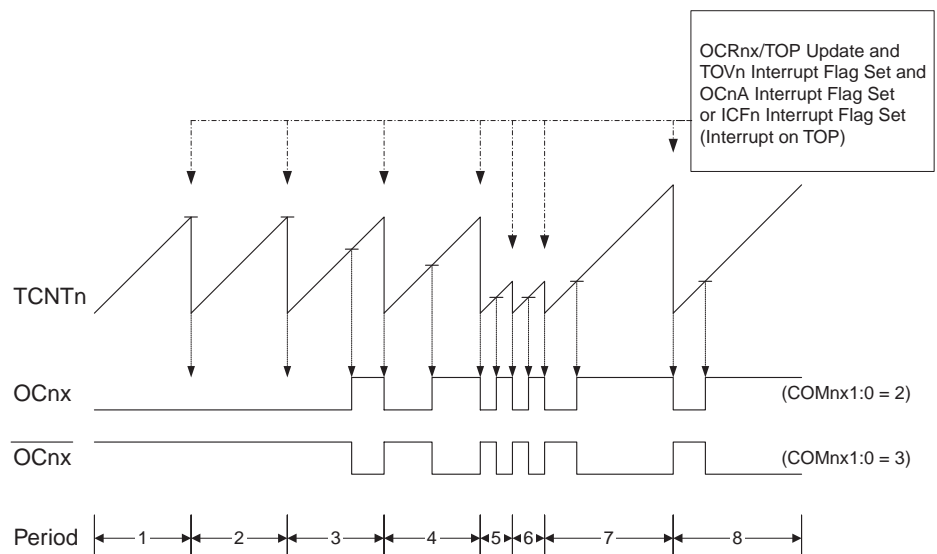 OCRnx/TOP Update and
TOVn Interrupt Flag Set and
OCnA Interrupt Flag Set
or ICFn Interrupt Flag Set
(Interrupt on TOP)
TCNTn
OCnx
(COMnx1:0 = 2)
OCnx
(COMnx1:0 = 3)
Period 1 2 3 4 5 6 7 8